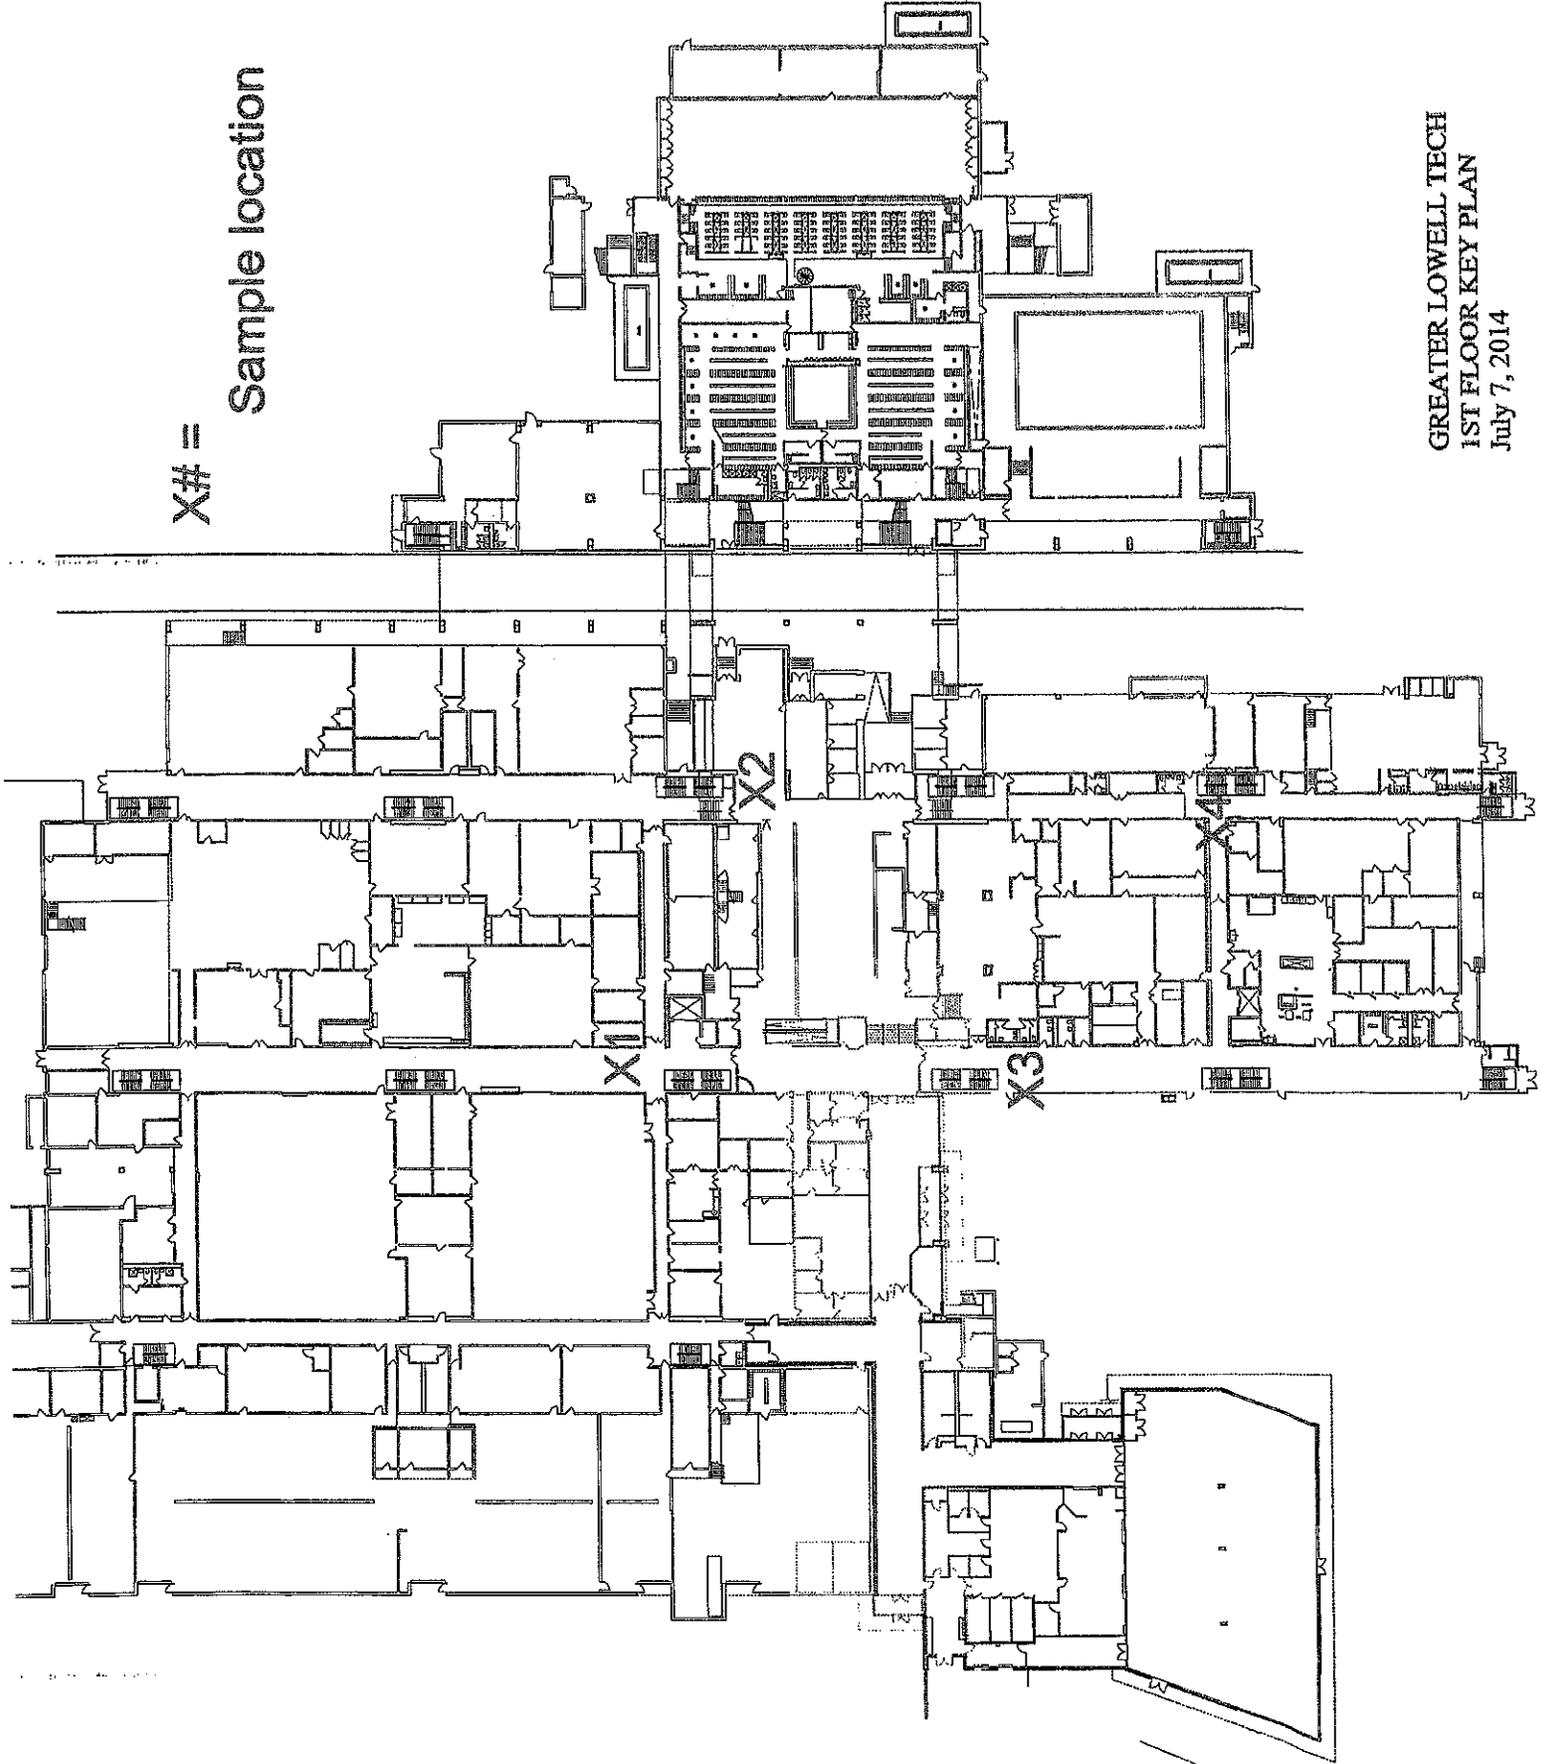 X# =
Sample location
X1
X2
X3
X4
GREATER LOWELL TECH
1ST FLOOR KEY PLAN
July 7, 2014